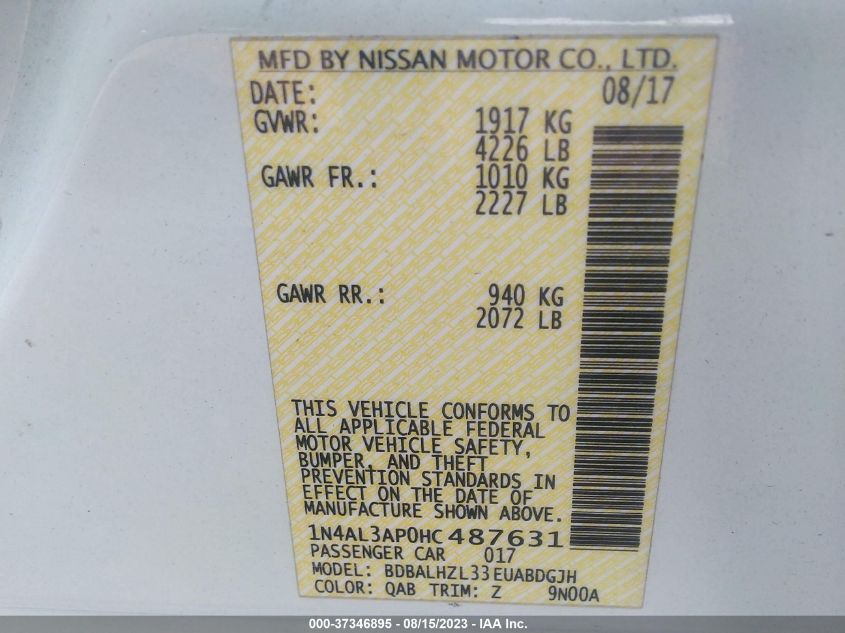 MFD BY NISSAN MOTOR CO., LTD.
DATE: 08/17
GVWR: 1917 KG
4226 LB
GAWR FR.: 1010 KG
2227 LB
GAWR RR.: 940 KG
2072 LB
THIS VEHICLE CONFORMS TO
ALL APPLICABLE FEDERAL
MOTOR VEHICLE SAFETY,
BUMPER, AND THEFT
PREVENTION STANDARDS IN
EFFECT ON THE DATE OF
MANUFACTURE SHOWN ABOVE.
1N4AL3AP0HC487631
PASSENGER CAR 017
MODEL: BDBALHZL33EUABDGJH
COLOR: QAB TRIM: Z 9N00A
000-37346895 - 08/15/2023 - IAA Inc.